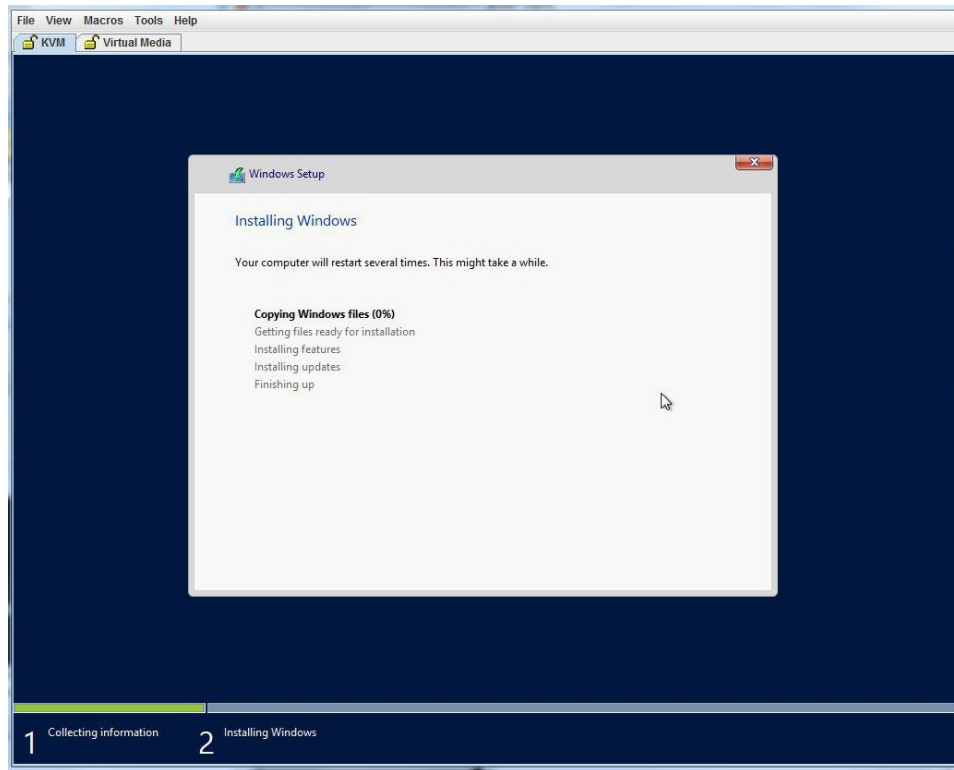 File View Macros Tools Help
KVM Virtual Media
Windows Setup
Installing Windows
Your computer will restart several times. This might take a while.
Copying Windows files (0%)
Getting files ready for installation
Installing features
Installing updates
Finishing up
1 Collecting information 2 Installing Windows